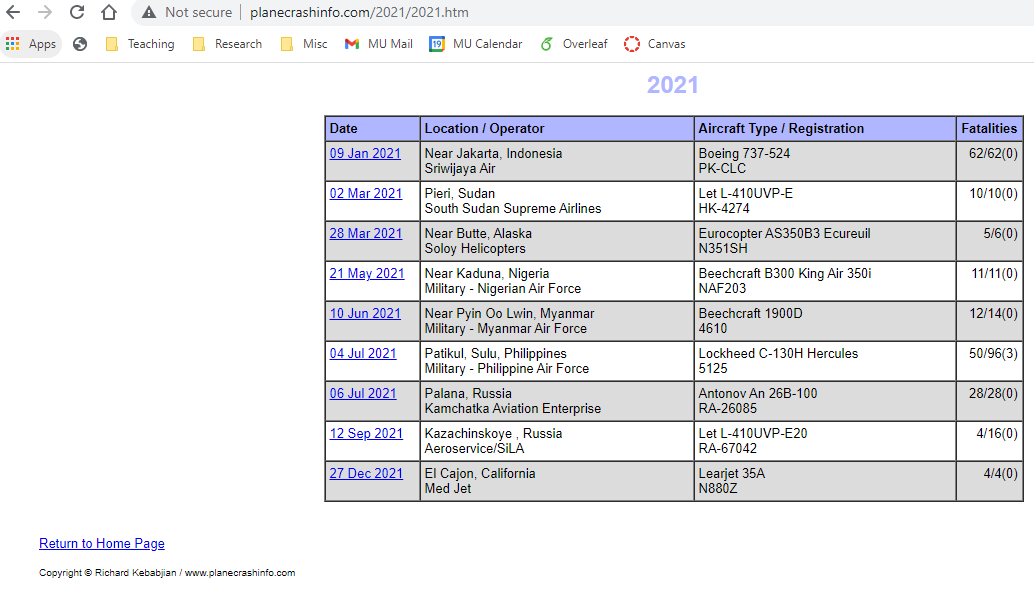 Not secure | planecrashinfo.com/2021/2021.htm
Apps Teaching Research Misc MU Mail 19 MU Calendar Overleaf Canvas
2021
Date Location / Operator Aircraft Type / Registration Fatalities
09 Jan 2021 Near Jakarta, Indonesia Boeing 737-524 62/62(0)
Sriwijaya Air PK-CLC
02 Mar 2021 Pieri, Sudan Let L-410UVP-E 10/10(0)
South Sudan Supreme Airlines HK-4274
28 Mar 2021 Near Butte, Alaska Eurocopter AS350B3 Ecureuil 5/6(0)
Soloy Helicopters N351SH
21 May 2021 Near Kaduna, Nigeria Beechcraft B300 King Air 350i 11/11(0)
Military - Nigerian Air Force NAF203
10 Jun 2021 Near Pyin Oo Lwin, Myanmar Beechcraft 1900D 12/14(0)
Military - Myanmar Air Force 4610
04 Jul 2021 Patikul, Sulu, Philippines Lockheed C-130H Hercules 50/96(3)
Military - Philippine Air Force 5125
06 Jul 2021 Palana, Russia Antonov An 26B-100 28/28(0)
Kamchatka Aviation Enterprise RA-26085
12 Sep 2021 Kazachinskoye , Russia Let L-410UVP-E20 4/16(0)
Aeroservice/SiLA RA-67042
27 Dec 2021 El Cajon, California Learjet 35A 4/4(0)
Med Jet N880Z
Return to Home Page
Copyright © Richard Kebabjian / www.planecrashinfo.com